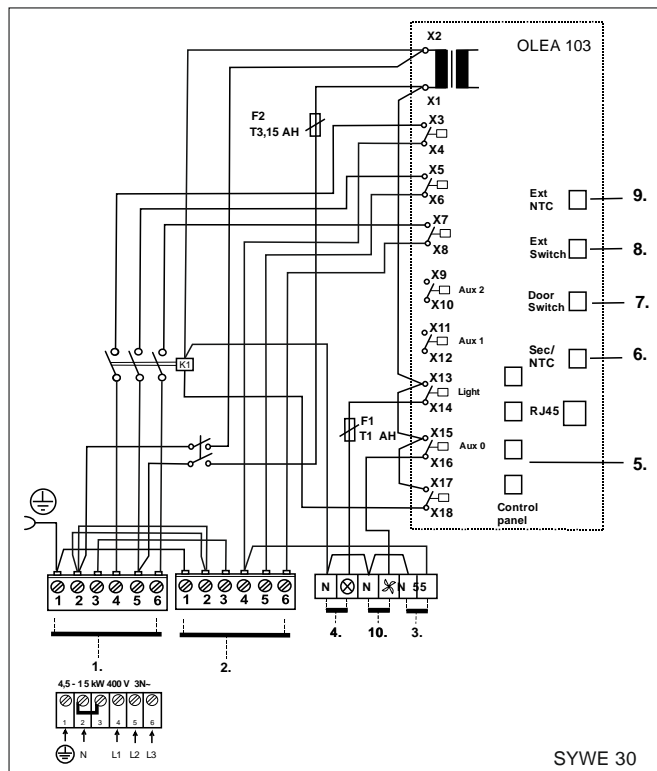 X2
OLEA 103
X1
F2
T3,15 AH
X3
X4
X5
X6
Ext
NTC
9.
X7
X8
Ext
Switch
8.
X9
Aux 2
X10
Door
Switch
7.
X11
Aux 1
X12
Sec/
NTC
6.
K1
X13
Light
X14
RJ45
F1
T1 AH
X15
Aux 0
X16
5.
X17
X18
Control
panel
1 2 3 4 5 6
1 2 3 4 5 6
N N N 55
4. 10. 3.
1. 2.
4,5 - 15 kW 400 V 3N~
1 2 3 4 5 6
N L1 L2 L3
SYWE 30